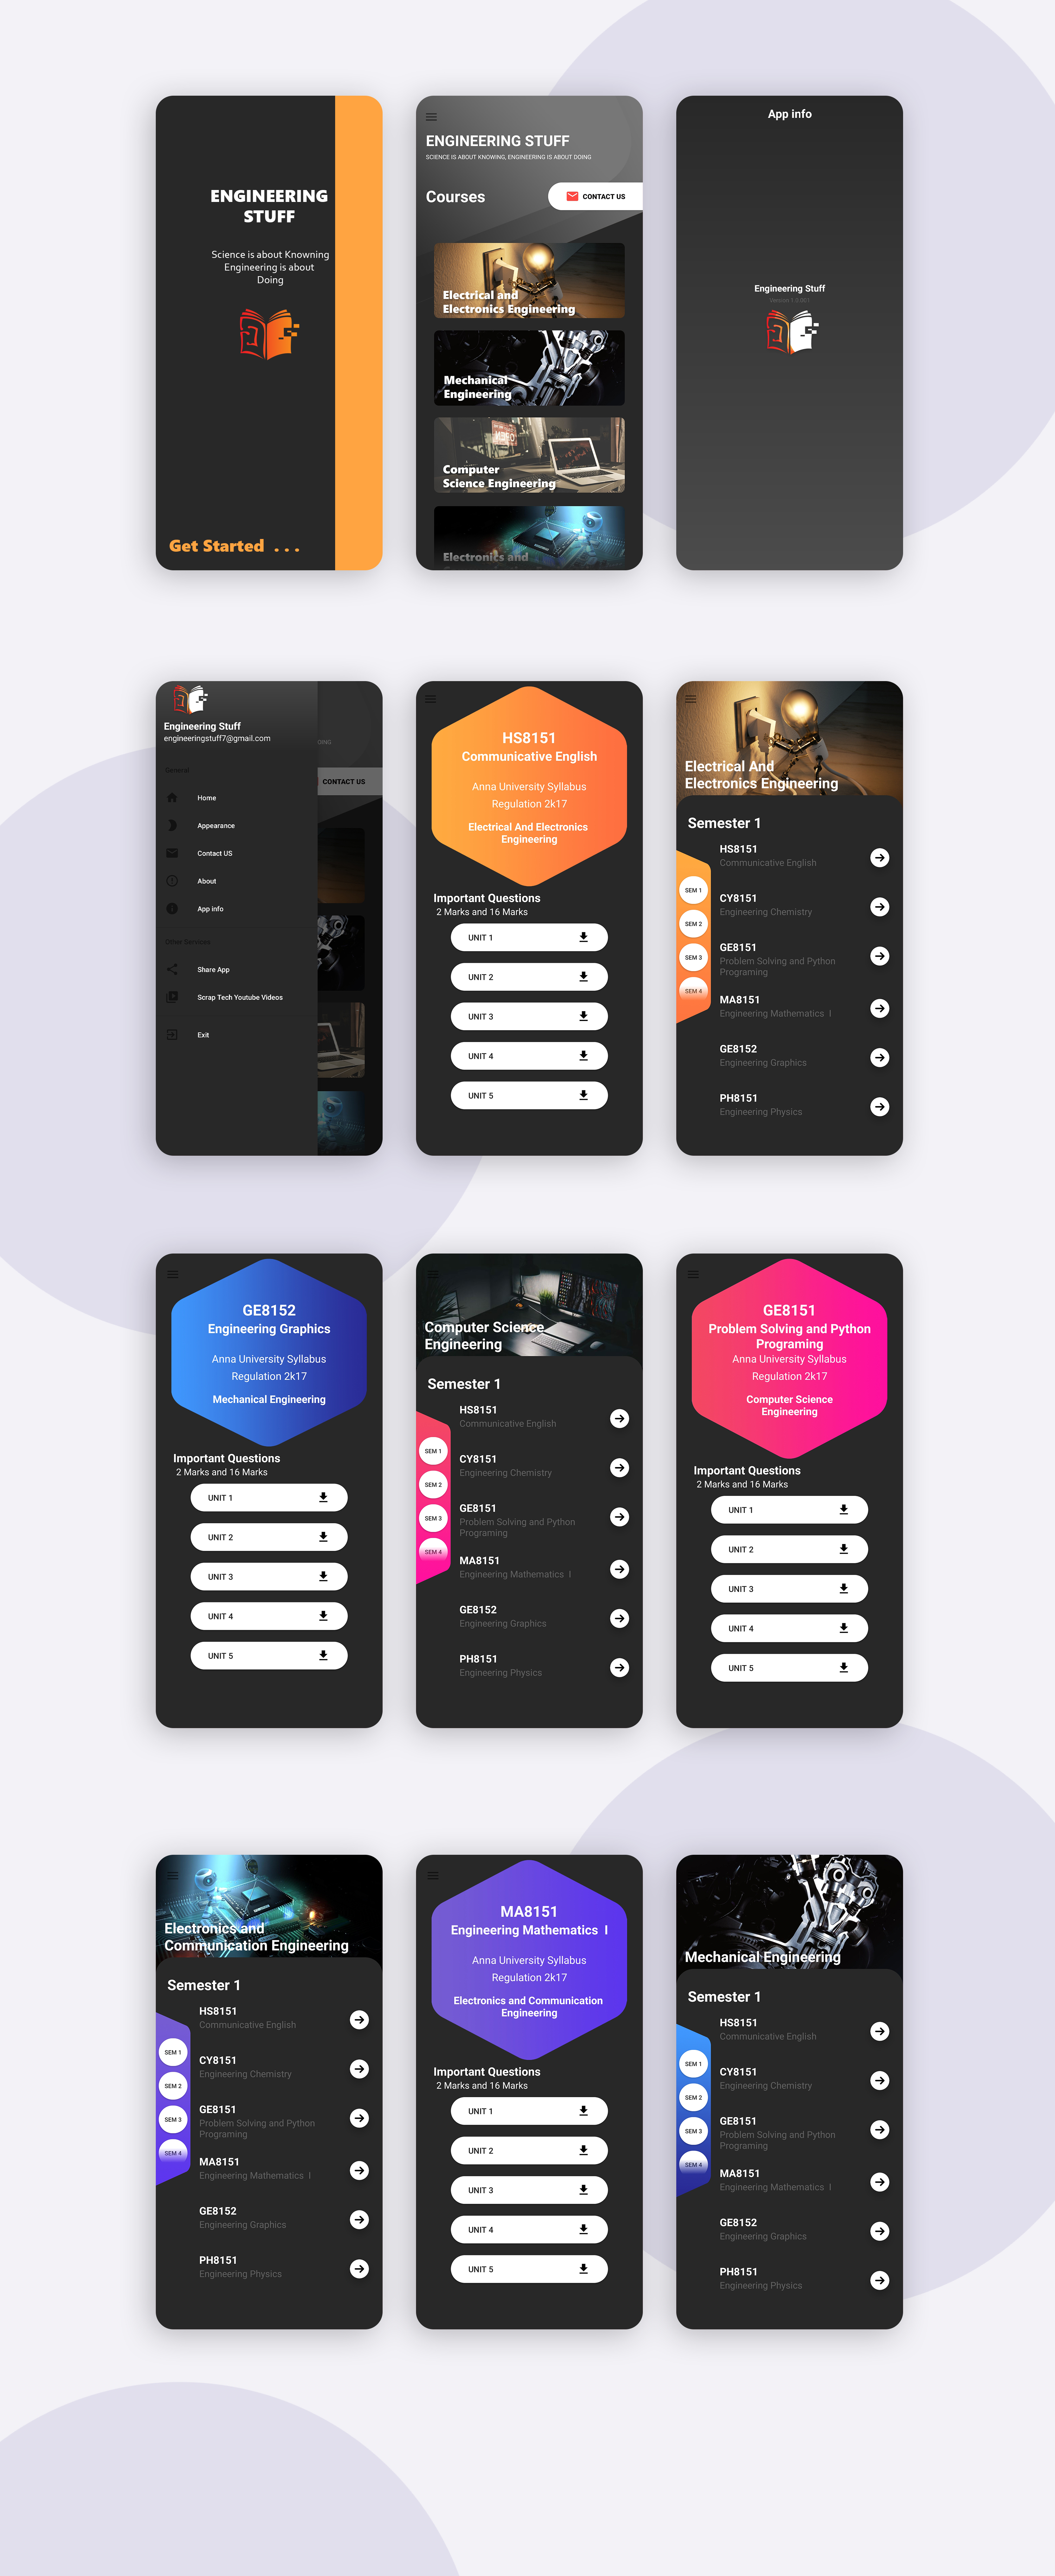 ENGINEERING
STUFF
Science is about Knowning
Engineering is about
Doing
Get Started ...
ENGINEERING STUFF
SCIENCE IS ABOUT KNOWING, ENGINEERING IS ABOUT DOING
Courses
CONTACT US
Electrical and
Electronics Engineering
Mechanical
Engineering
Computer
Science Engineering
Electronics and
App info
Engineering Stuff
Engineering Stuff
engineeringstuff7@gmail.com
General
Home
Appearance
Contact US
About
App info
Other Services
Share App
Scrap Tech Youtube Videos
Exit
DING
CONTACT US
HS8151
Communicative English
Anna University Syllabus
Regulation 2k17
Electrical And Electronics
Engineering
Important Questions
2 Marks and 16 Marks
UNIT 1
UNIT 2
UNIT 3
UNIT 4
UNIT 5
Electrical And
Electronics Engineering
Semester 1
SEM 1
SEM 2
SEM 3
SEM 4
HS8151
Communicative English
CY8151
Engineering Chemistry
GE8151
Problem Solving and Python
Programing
MA8151
Engineering Mathematics I
GE8152
Engineering Graphics
PH8151
Engineering Physics
GE8152
Engineering Graphics
Anna University Syllabus
Regulation 2k17
Mechanical Engineering
Important Questions
2 Marks and 16 Marks
UNIT 1
UNIT 2
UNIT 3
UNIT 4
UNIT 5
Computer Science
Engineering
Semester 1
SEM 1
SEM 2
SEM 3
SEM 4
HS8151
Communicative English
CY8151
Engineering Chemistry
GE8151
Problem Solving and Python
Programing
MA8151
Engineering Mathematics I
GE8152
Engineering Graphics
PH8151
Engineering Physics
GE8151
Problem Solving and Python
Programing
Anna University Syllabus
Regulation 2k17
Computer Science
Engineering
Important Questions
2 Marks and 16 Marks
UNIT 1
UNIT 2
UNIT 3
UNIT 4
UNIT 5
Electronics and
Communication Engineering
Semester 1
SEM 1
SEM 2
SEM 3
SEM 4
HS8151
Communicative English
CY8151
Engineering Chemistry
GE8151
Problem Solving and Python
Programing
MA8151
Engineering Mathematics I
GE8152
Engineering Graphics
PH8151
Engineering Physics
MA8151
Engineering Mathematics I
Anna University Syllabus
Regulation 2k17
Electronics and Communication
Engineering
Important Questions
2 Marks and 16 Marks
UNIT 1
UNIT 2
UNIT 3
UNIT 4
UNIT 5
Mechanical Engineering
Semester 1
SEM 1
SEM 2
SEM 3
SEM 4
HS8151
Communicative English
CY8151
Engineering Chemistry
GE8151
Problem Solving and Python
Programing
MA8151
Engineering Mathematics I
GE8152
Engineering Graphics
PH8151
Engineering Physics